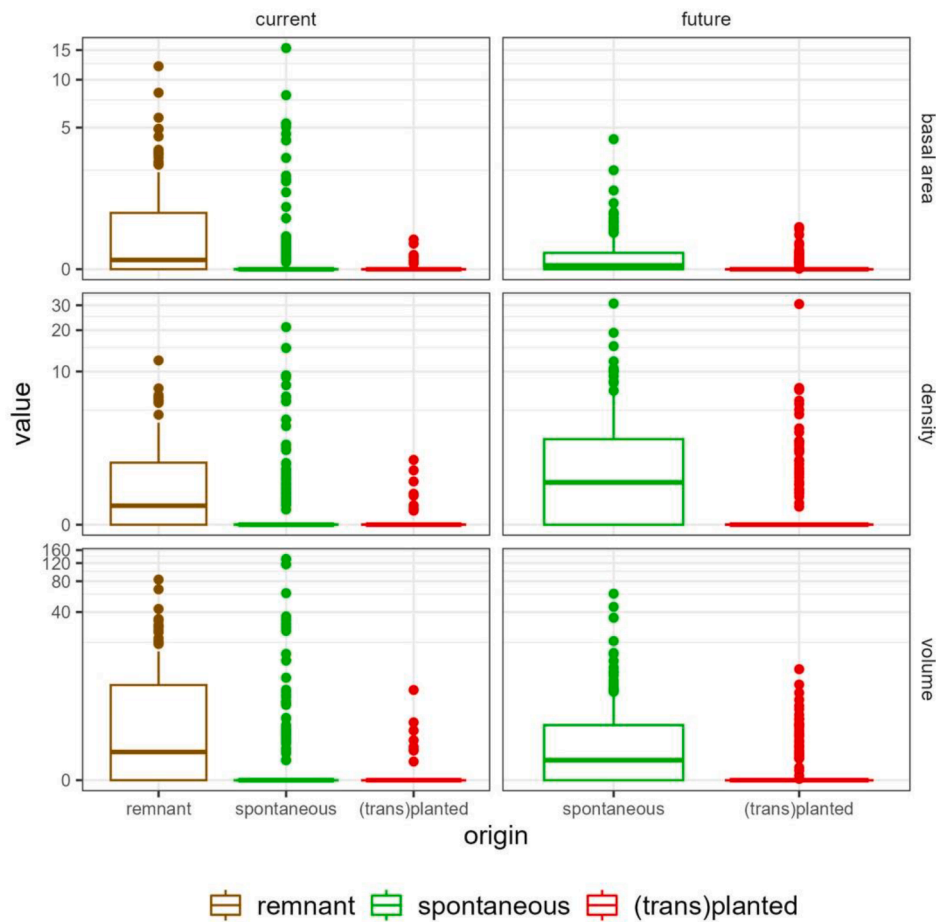 current future
15
10
5
0
basal area
30
20
10
0
density
160
120
80
40
0
volume
value
remnant spontaneous (trans)planted spontaneous (trans)planted
origin
remnant spontaneous (trans)planted